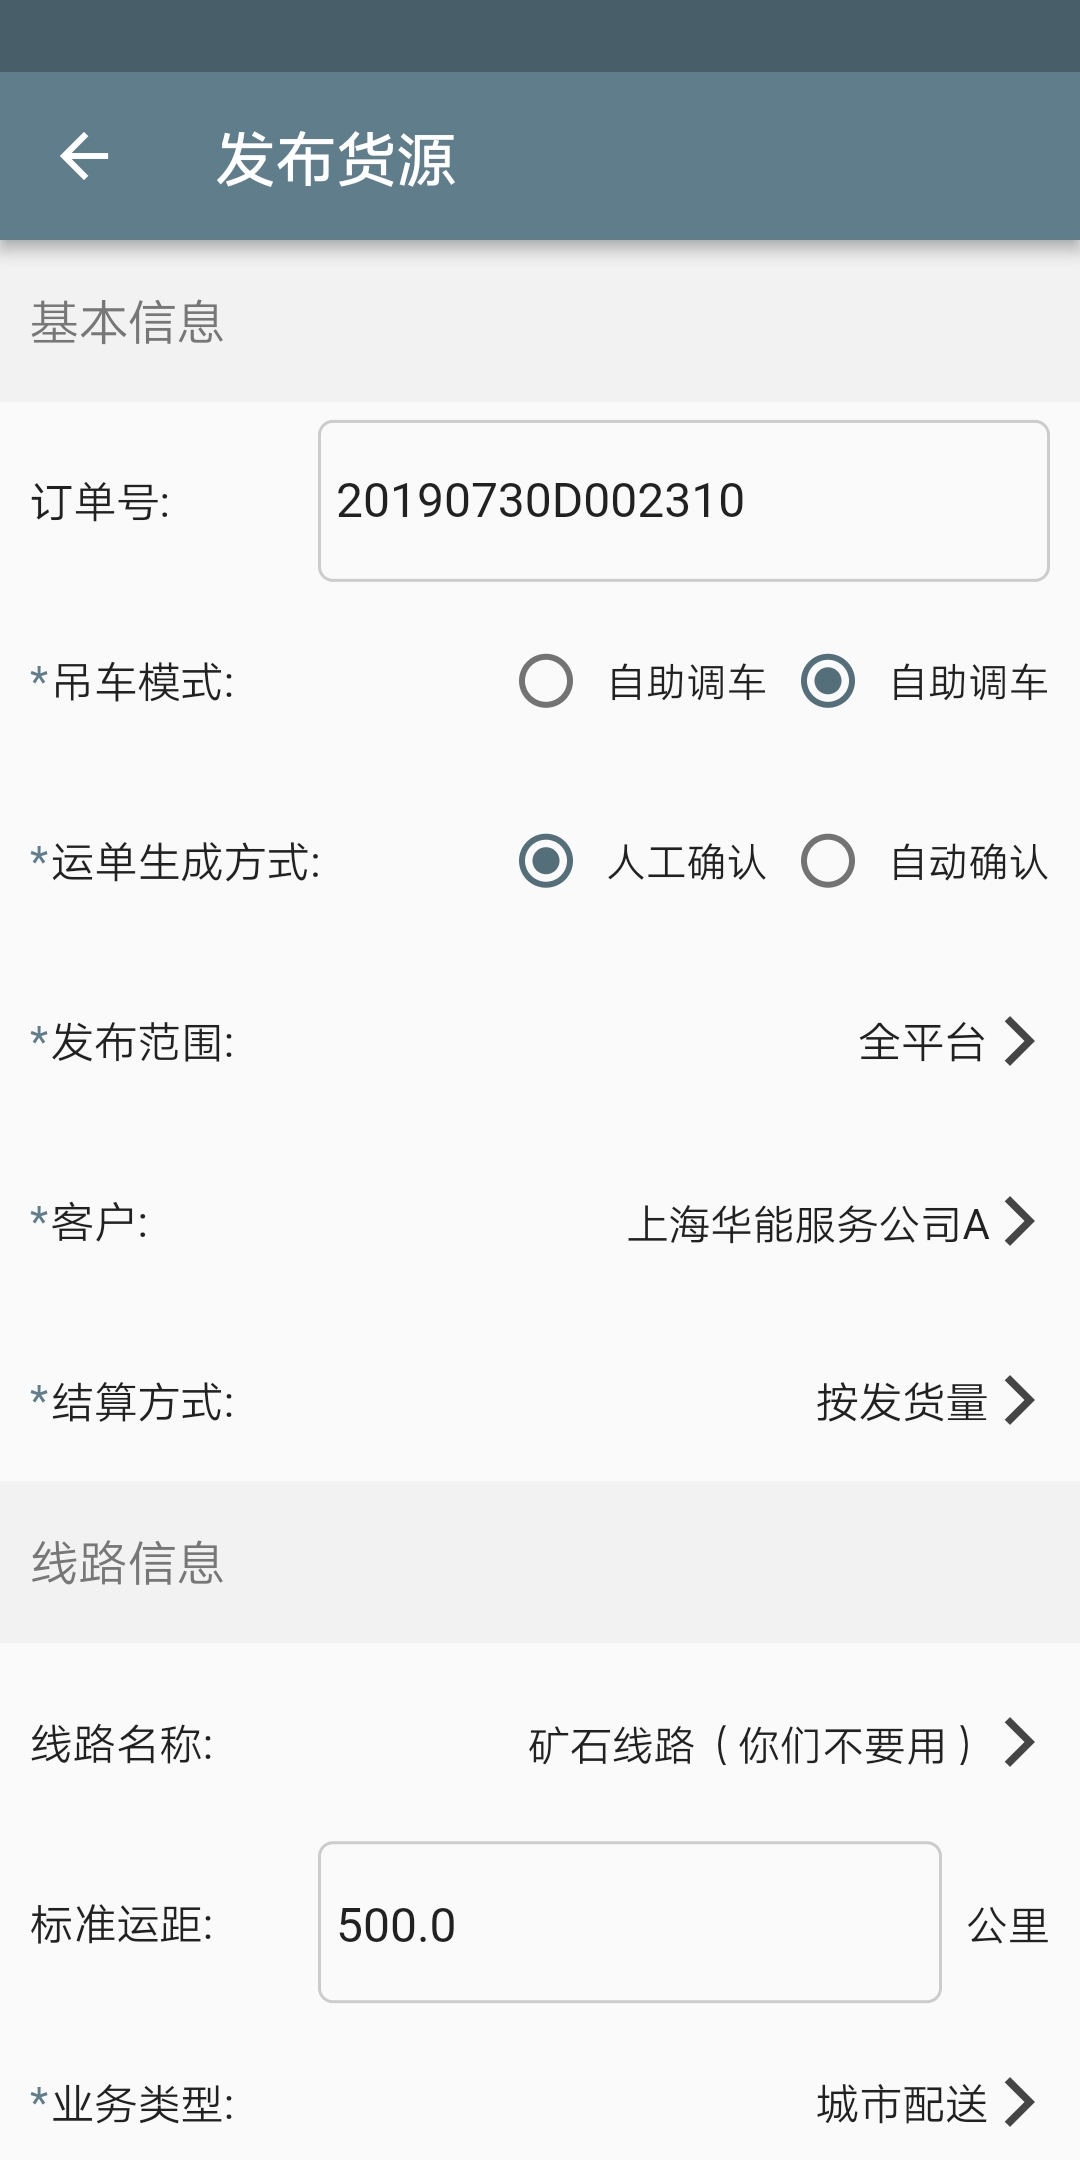 发布货源
基本信息
订单号: 20190730D002310
*吊车模式: 自助调车 自助调车
*运单生成方式: 人工确认 自动确认
*发布范围: 全平台
*客户: 上海华能服务公司A
*结算方式: 按发货量
线路信息
线路名称: 矿石线路（你们不要用）
标准运距: 500.0 公里
*业务类型: 城市配送